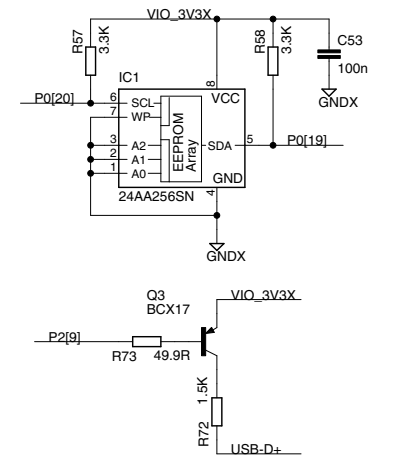 VIO_3V3X
R57
3.3K
R58
3.3K
C53
100n
GNDX
IC1
8
VCC
P0[20]
6
SCL
7
WP
3
A2
2
A1
1
A0
EEPROM
Array
SDA
5
P0[19]
GND
4
24AA256SN
GNDX
Q3
BCX17
VIO_3V3X
P2[9]
R73
49.9R
1.5K
R72
USB-D+